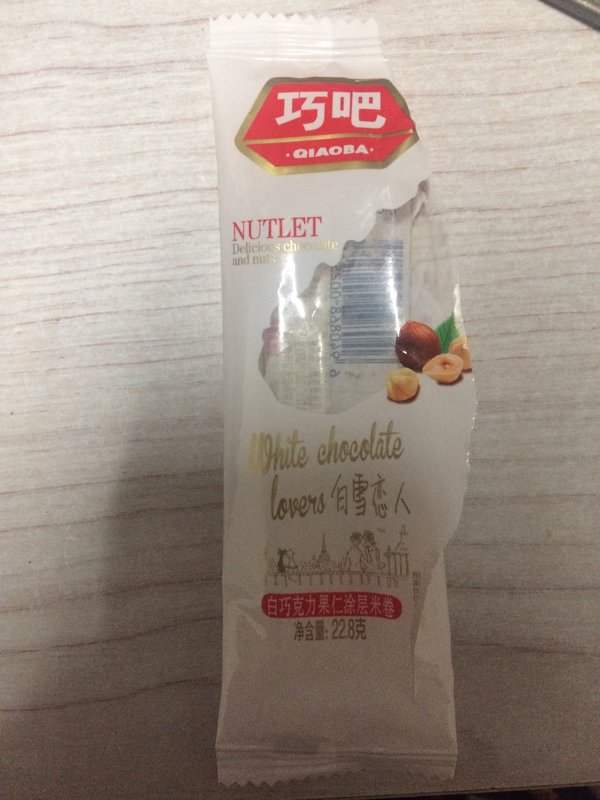 巧吧
·QIAOBA·
NUTLET
Delicious chocolate
and
White chocolate
lovers 白雪恋人
白巧克力果仁涂层米卷
净含量: 22.8克